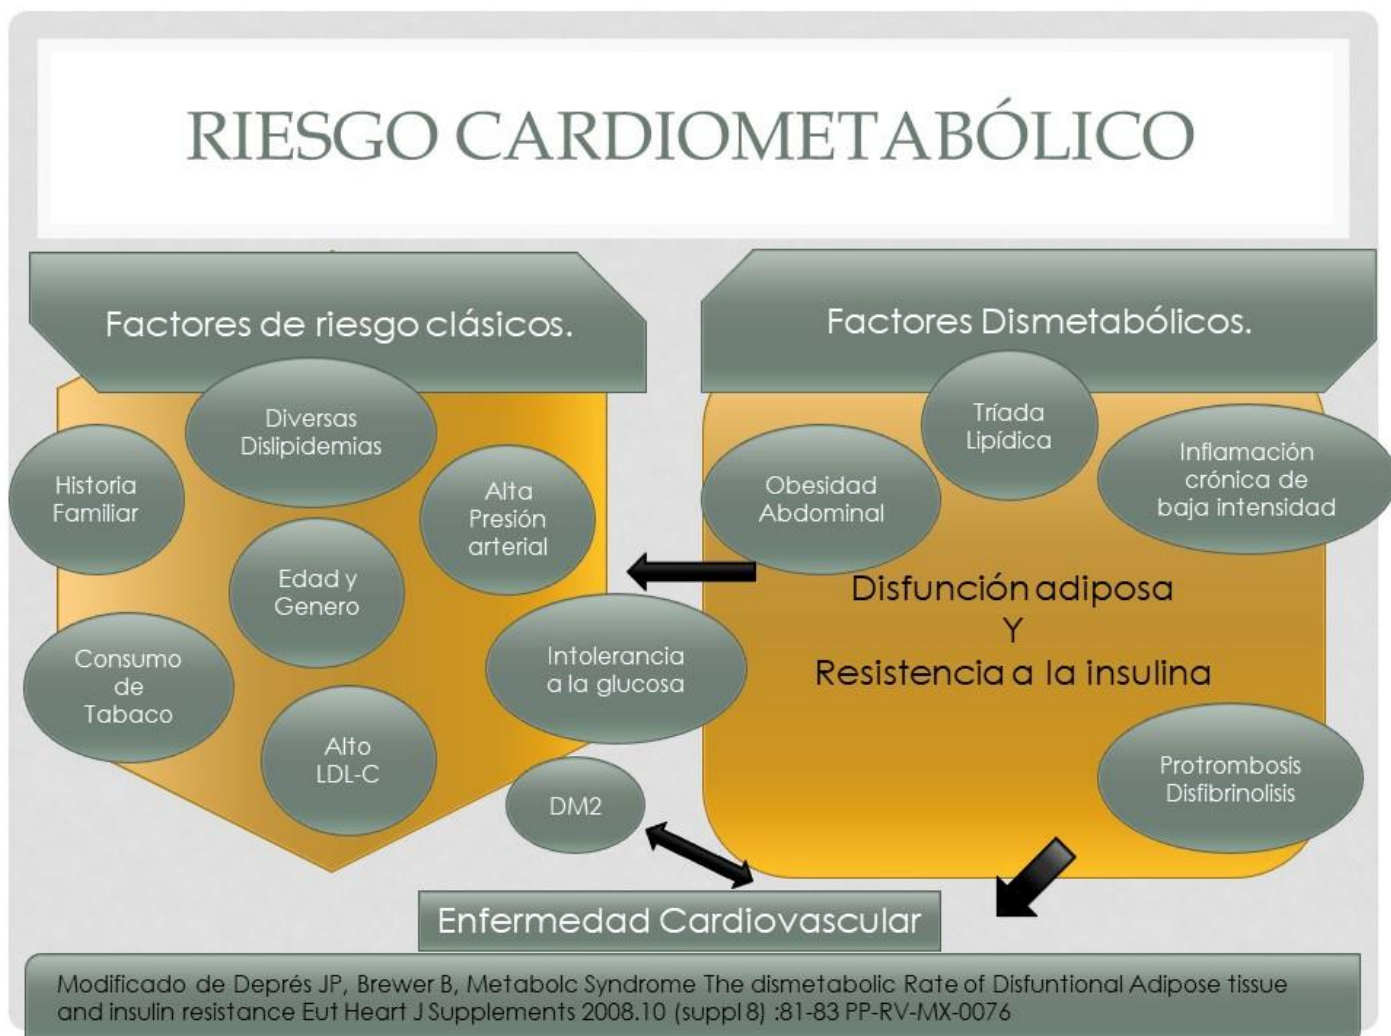 RIESGO CARDIOMETABÓLICO
Factores de riesgo clásicos.
Diversas
Dislipidemias
Historia
Familiar
Alta
Presión
arterial
Edad y
Genero
Consumo
de
Tabaco
Intolerancia
a la glucosa
Alto
LDL-C
DM2
Factores Dismetabólicos.
Tríada
Lipídica
Obesidad
Abdominal
Inflamación
crónica de
baja intensidad
Disfunción adiposa
Y
Resistencia a la insulina
Protrombosis
Disfibrinolisis
Enfermedad Cardiovascular
Modificado de Deprés JP, Brewer B, Metabolc Syndrome The dismetabolic Rate of Disfuntional Adipose tissue
and insulin resistance Eut Heart J Supplements 2008.10 (suppl 8) :81-83 PP-RV-MX-0076